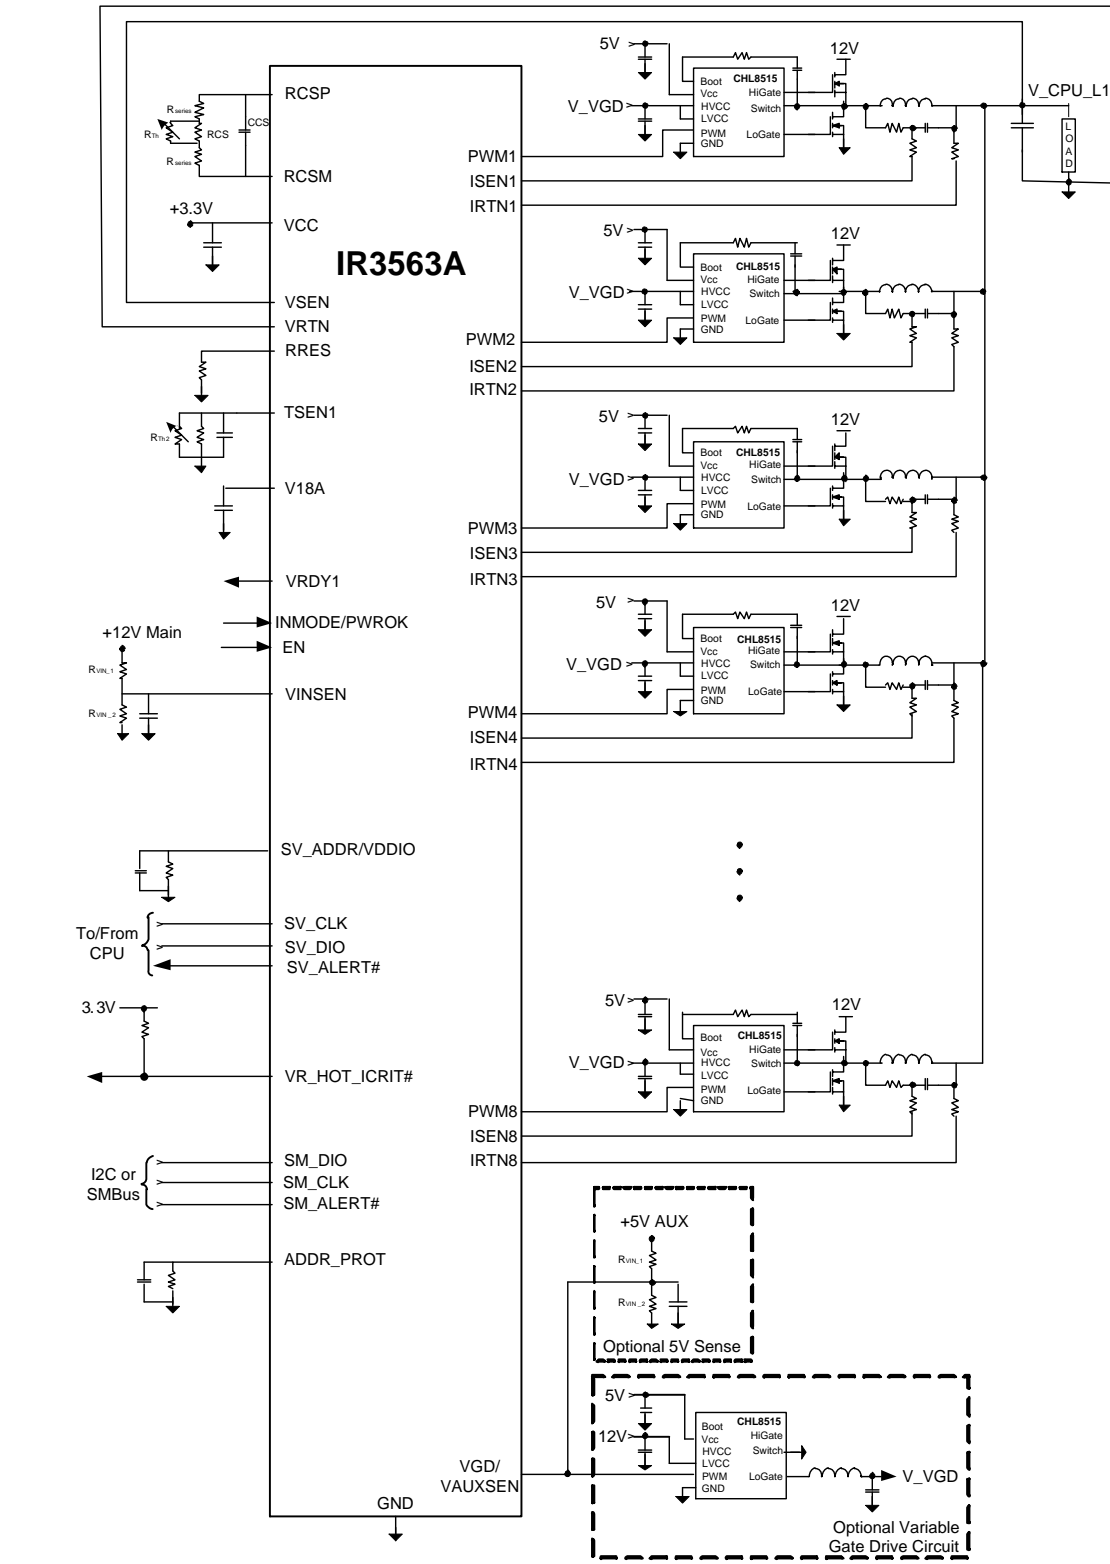 IR3563A
RCSP
Rseries
RTh
RCS
CCS
Rseries
RCSM
+3.3V
VCC
VSEN
VRTN
RRES
TSEN1
RTh2
V18A
VRDY1
INMODE/PWROK
EN
+12V Main
RVIN_1
VINSEN
RVIN_2
SV_ADDR/VDDIO
To/From
CPU
SV_CLK
SV_DIO
SV_ALERT#
3.3V
VR_HOT_ICRIT#
I2C or
SMBus
SM_DIO
SM_CLK
SM_ALERT#
ADDR_PROT
GND
PWM1
ISEN1
IRTN1
PWM2
ISEN2
IRTN2
PWM3
ISEN3
IRTN3
PWM4
ISEN4
IRTN4
PWM8
ISEN8
IRTN8
VGD/
VAUXSEN
5V
12V
V_VGD
Boot
CHL8515
Vcc
HiGate
HVCC
Switch
LVCC
PWM
LoGate
GND
V_CPU_L1
LOAD
5V
12V
V_VGD
Boot
CHL8515
Vcc
HiGate
HVCC
Switch
LVCC
PWM
LoGate
GND
5V
12V
V_VGD
Boot
CHL8515
Vcc
HiGate
HVCC
Switch
LVCC
PWM
LoGate
GND
5V
12V
V_VGD
Boot
CHL8515
Vcc
HiGate
HVCC
Switch
LVCC
PWM
LoGate
GND
5V
12V
V_VGD
Boot
CHL8515
Vcc
HiGate
HVCC
Switch
LVCC
PWM
LoGate
GND
+5V AUX
RVIN_1
RVIN_2
Optional 5V Sense
5V
12V
Boot
CHL8515
Vcc
HiGate
HVCC
Switch
LVCC
PWM
LoGate
GND
V_VGD
Optional Variable
Gate Drive Circuit